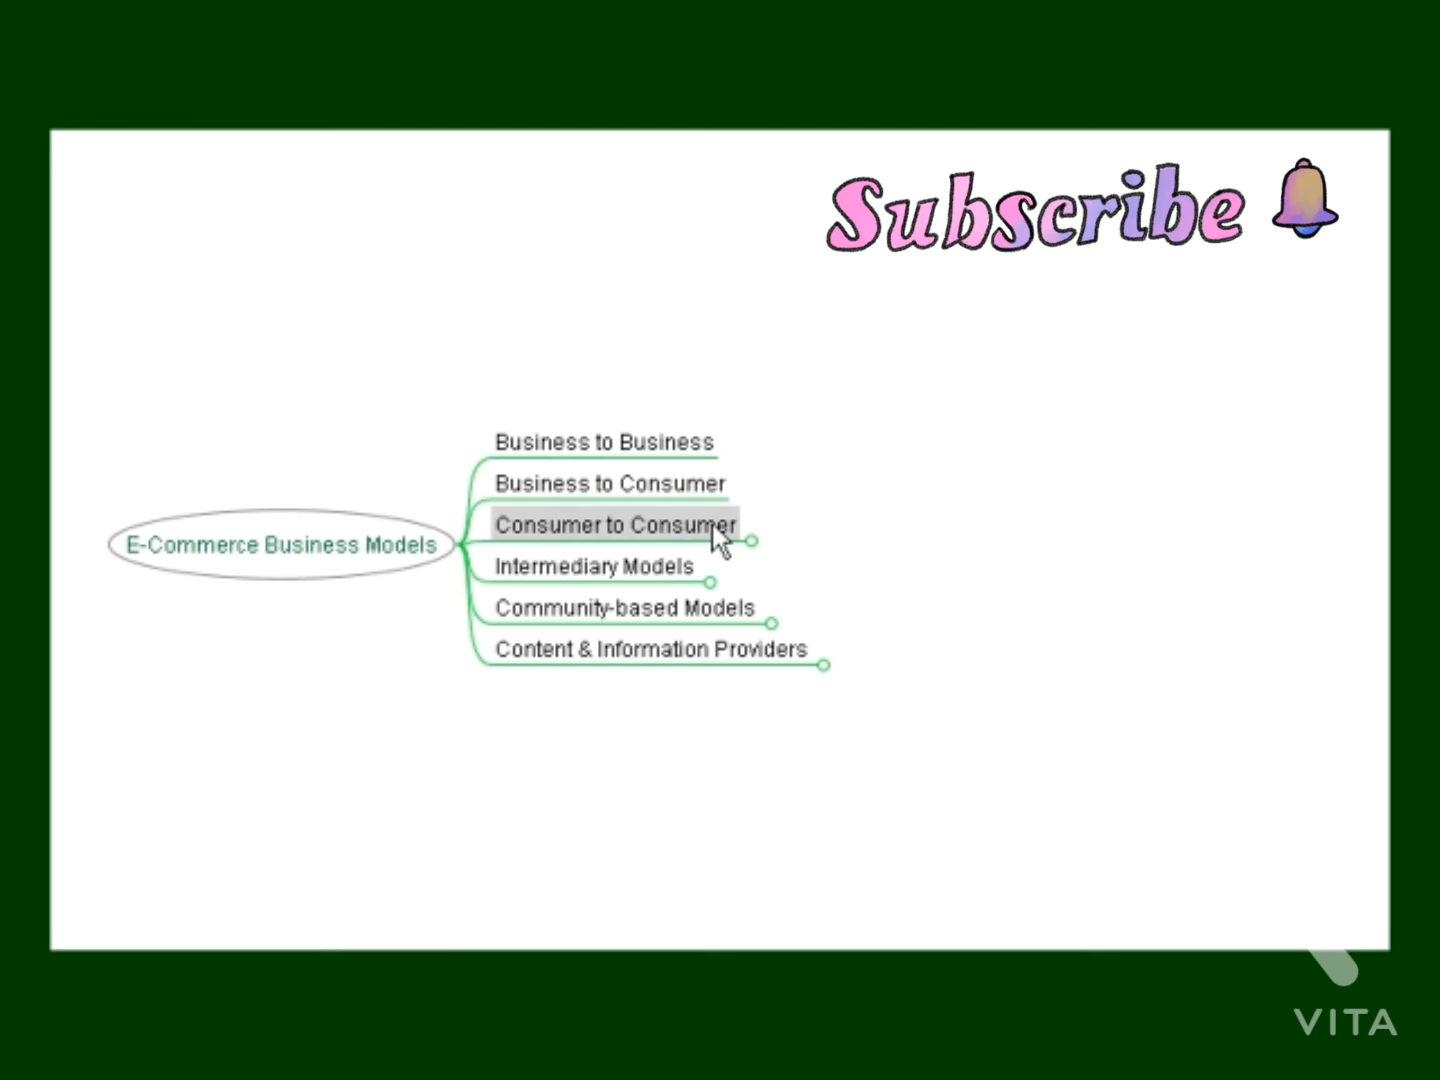 Subscribe
Business to Business
Business to Consumer
Consumer to Consumer
E-Commerce Business Models
Intermediary Models
Community-based Models
Content & Information Providers
VITA